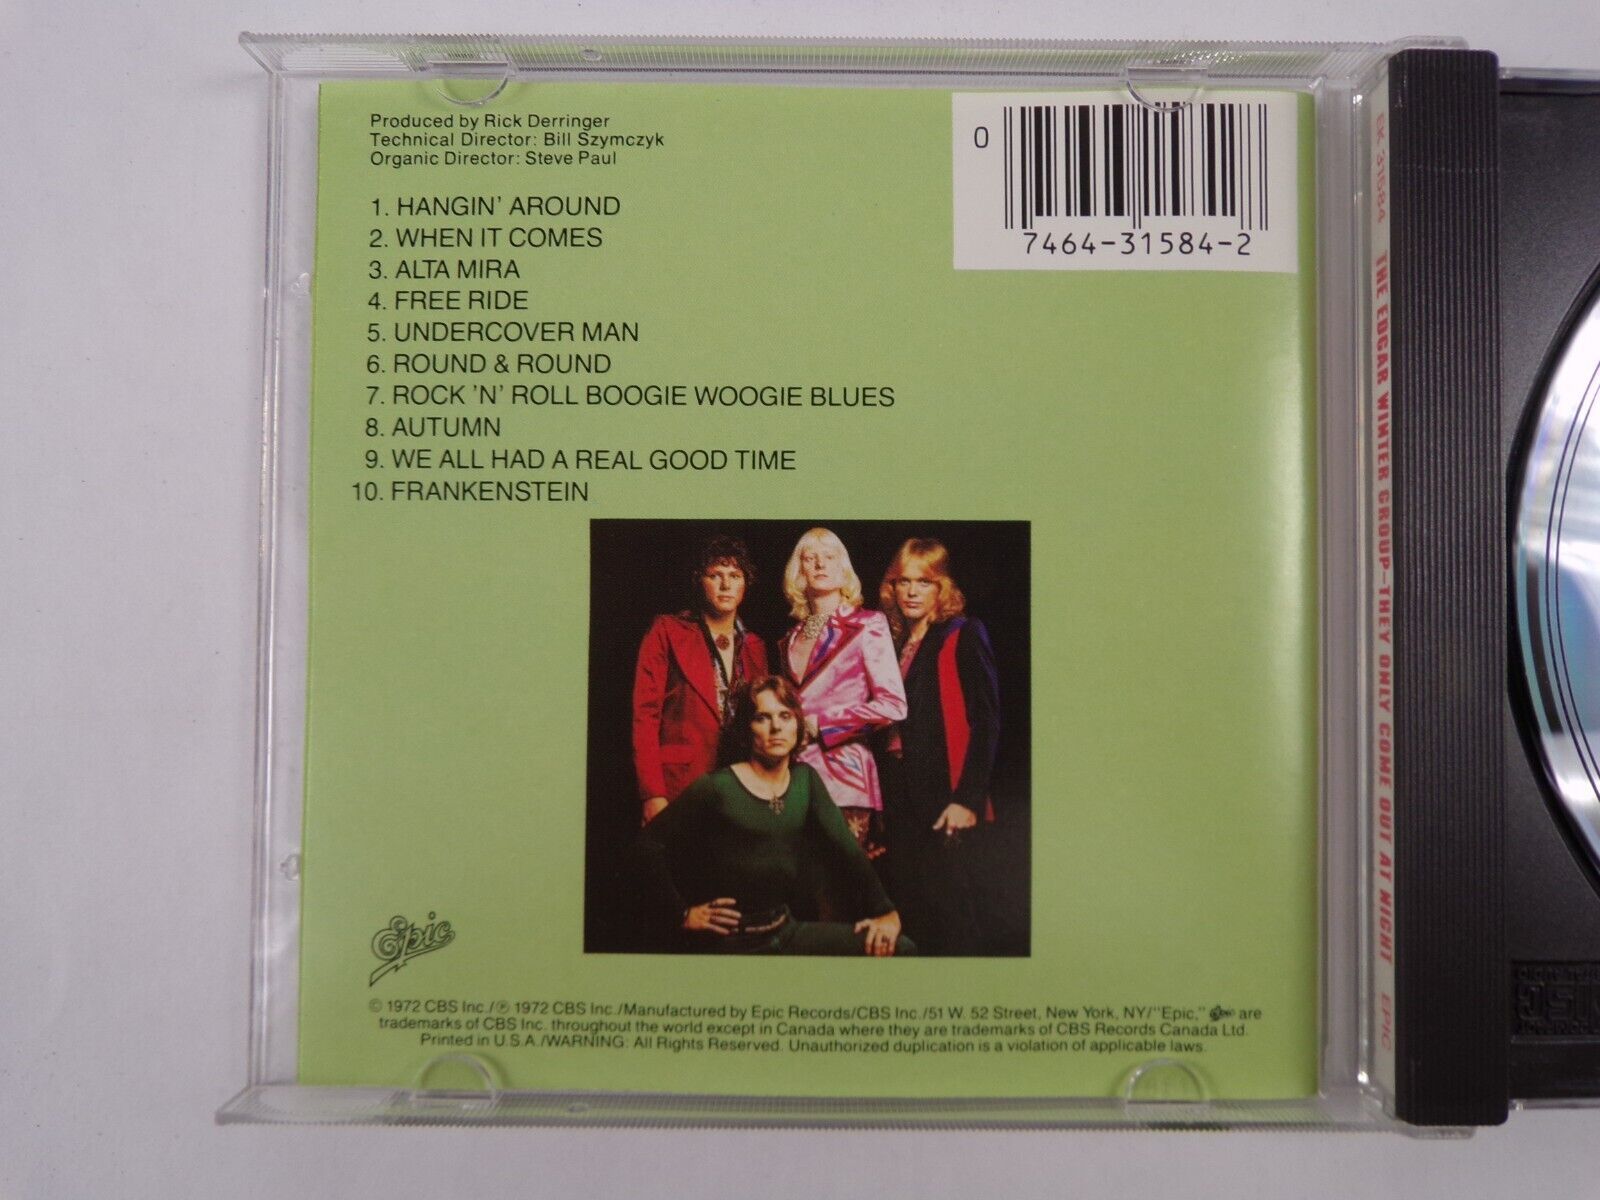 Produced by Rick Derringer
Technical Director: Bill Szymczyk
Organic Director: Steve Paul
1. HANGIN' AROUND
2. WHEN IT COMES
3. ALTA MIRA
4. FREE RIDE
5. UNDERCOVER MAN
6. ROUND & ROUND
7. ROCK 'N' ROLL BOOGIE WOOGIE BLUES
8. AUTUMN
9. WE ALL HAD A REAL GOOD TIME
10. FRANKENSTEIN
0
7464-31584-2
Epic
© 1972 CBS Inc./℗ 1972 CBS Inc./Manufactured by Epic Records/CBS Inc./51 W. 52 Street, New York, NY/"Epic," Epic are
trademarks of CBS Inc. throughout the world except in Canada where they are trademarks of CBS Records Canada Ltd.
Printed in U.S.A./WARNING: All Rights Reserved. Unauthorized duplication is a violation of applicable laws.
EK 31584 THE EDGAR WINTER GROUP-THEY ONLY COME OUT AT NIGHT EPIC